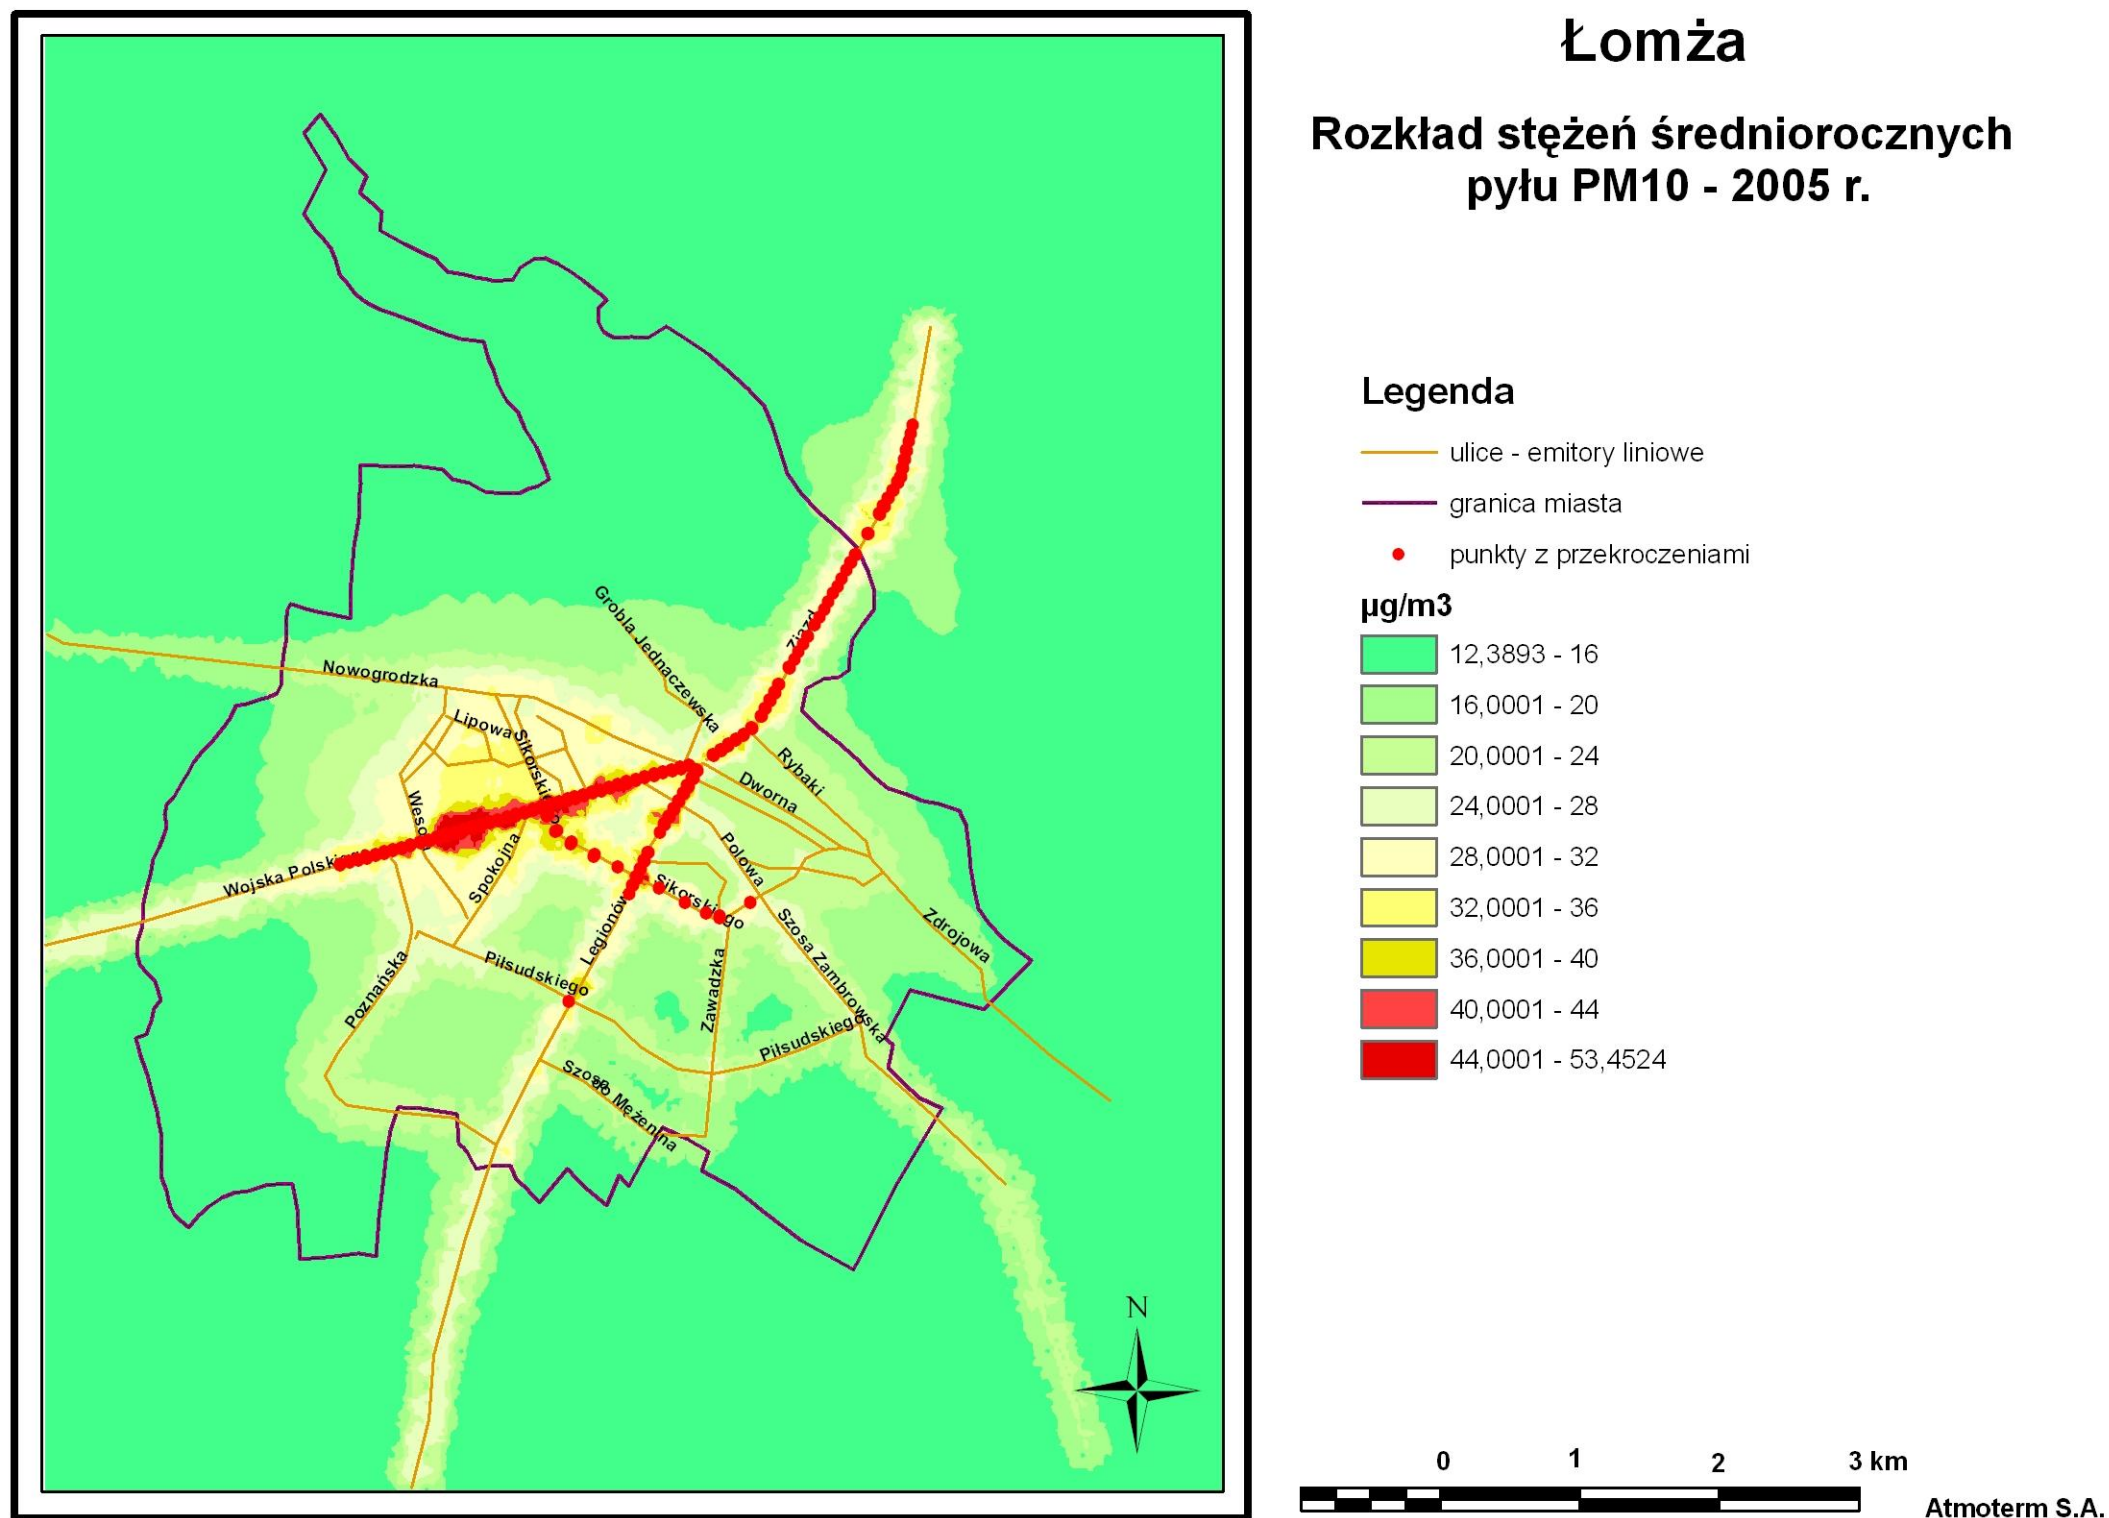 Łomża
Rozkład stężeń średniorocznych
pyłu PM10 - 2005 r.
Legenda
ulice - emitory liniowe
granica miasta
punkty z przekroczeniami
µg/m3
12,3893 - 16
16,0001 - 20
20,0001 - 24
24,0001 - 28
28,0001 - 32
32,0001 - 36
36,0001 - 40
40,0001 - 44
44,0001 - 53,4524
Grobla Jednaczewska
Zjazd
Nowogrodzka
Lipowa
Sikorskiego
Rybaki
Dworna
Wesoła
Wojska Polskiego
Spokojna
Polowa
Sikorskiego
Legionów
Szosa Zambrowska
Zdrojowa
Poznańska
Piłsudskiego
Zawadzka
Piłsudskiego
Szosa do Mężenina
N
0 1 2 3 km
Atmoterm S.A.